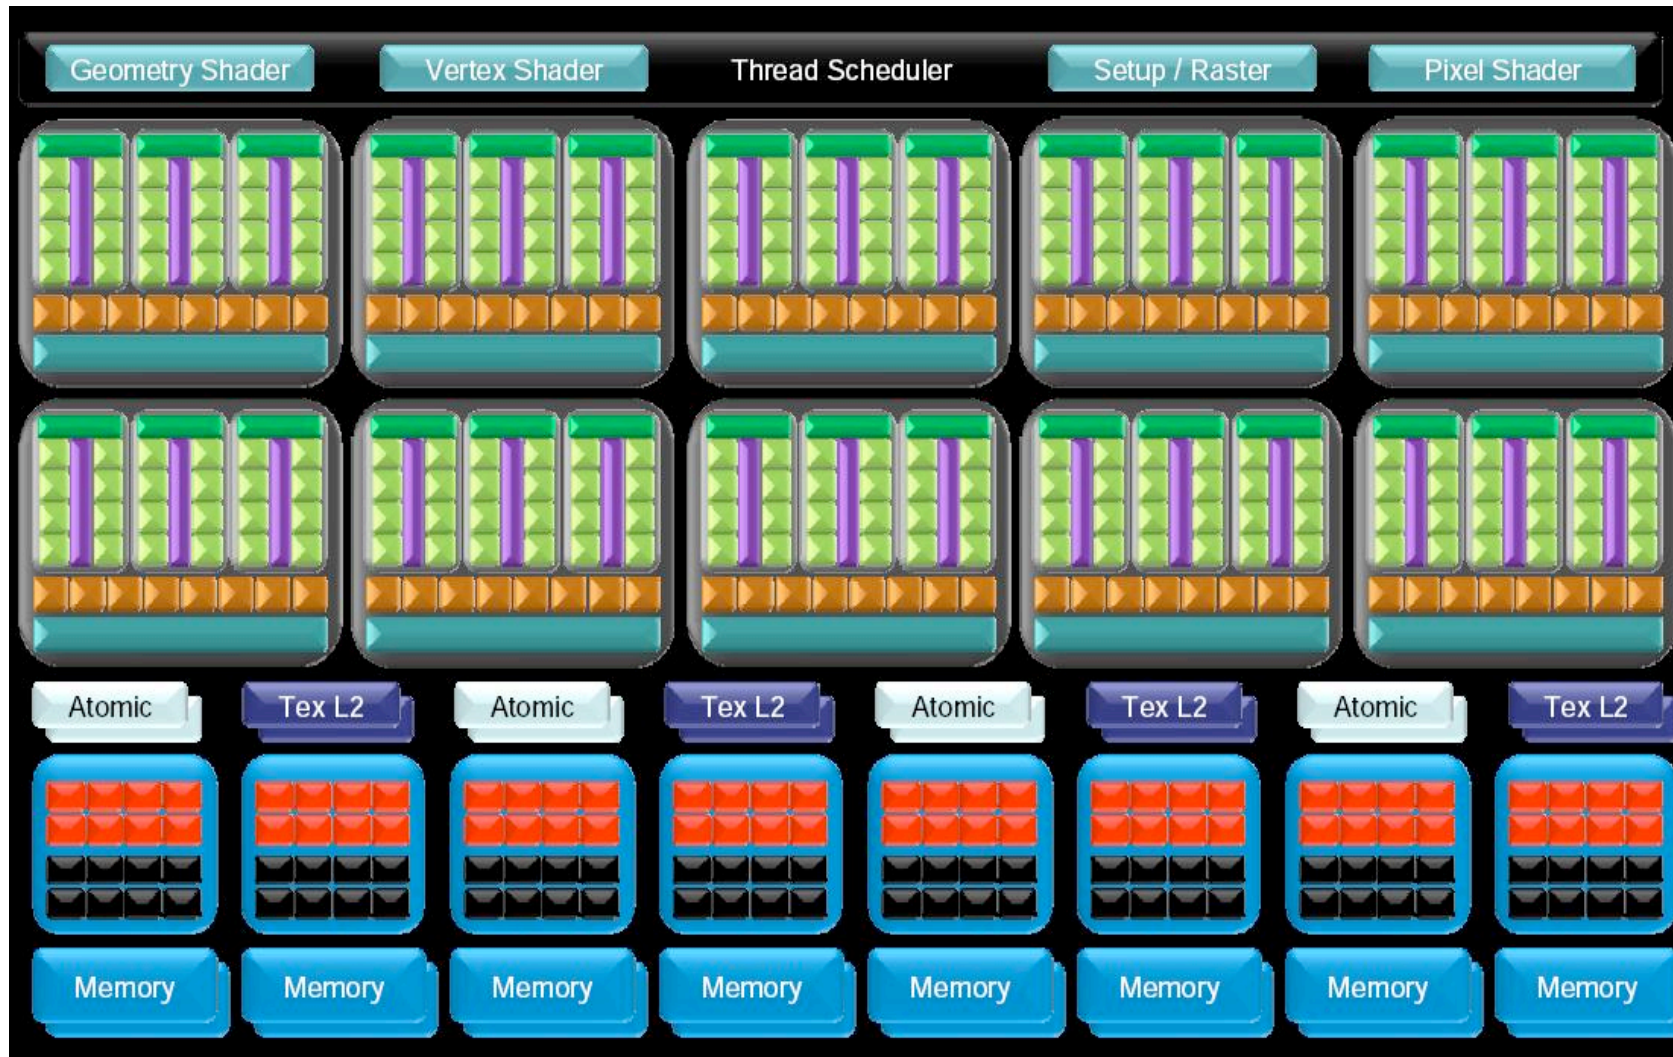 Geometry Shader
Vertex Shader
Thread Scheduler
Setup / Raster
Pixel Shader
Atomic
Tex L2
Atomic
Tex L2
Atomic
Tex L2
Atomic
Tex L2
Memory
Memory
Memory
Memory
Memory
Memory
Memory
Memory